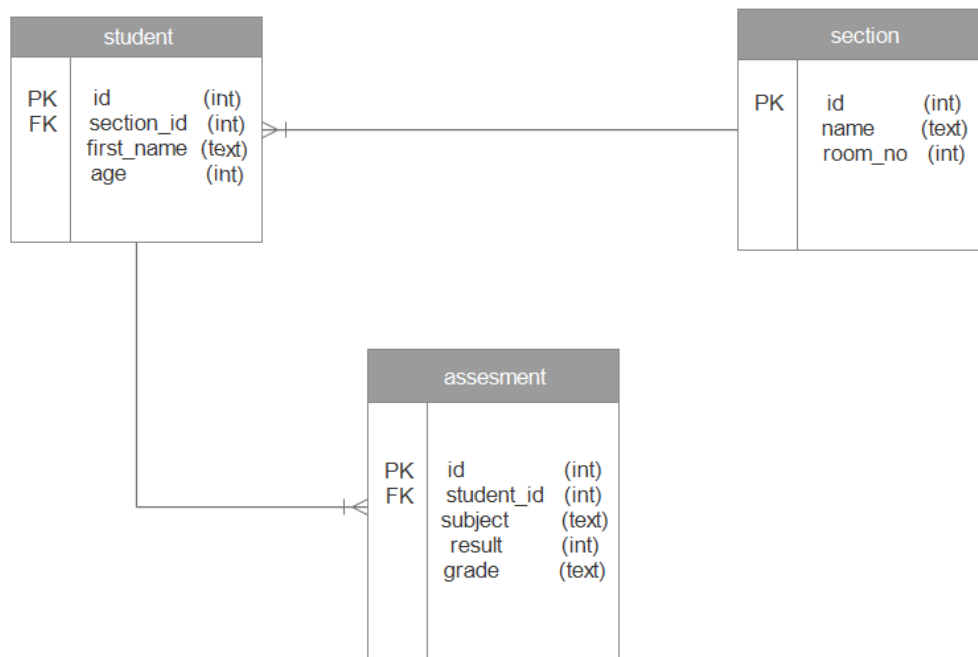 student
PK id (int)
FK section_id (int)
first_name (text)
age (int)
section
PK id (int)
name (text)
room_no (int)
assesment
PK id (int)
FK student_id (int)
subject (text)
result (int)
grade (text)